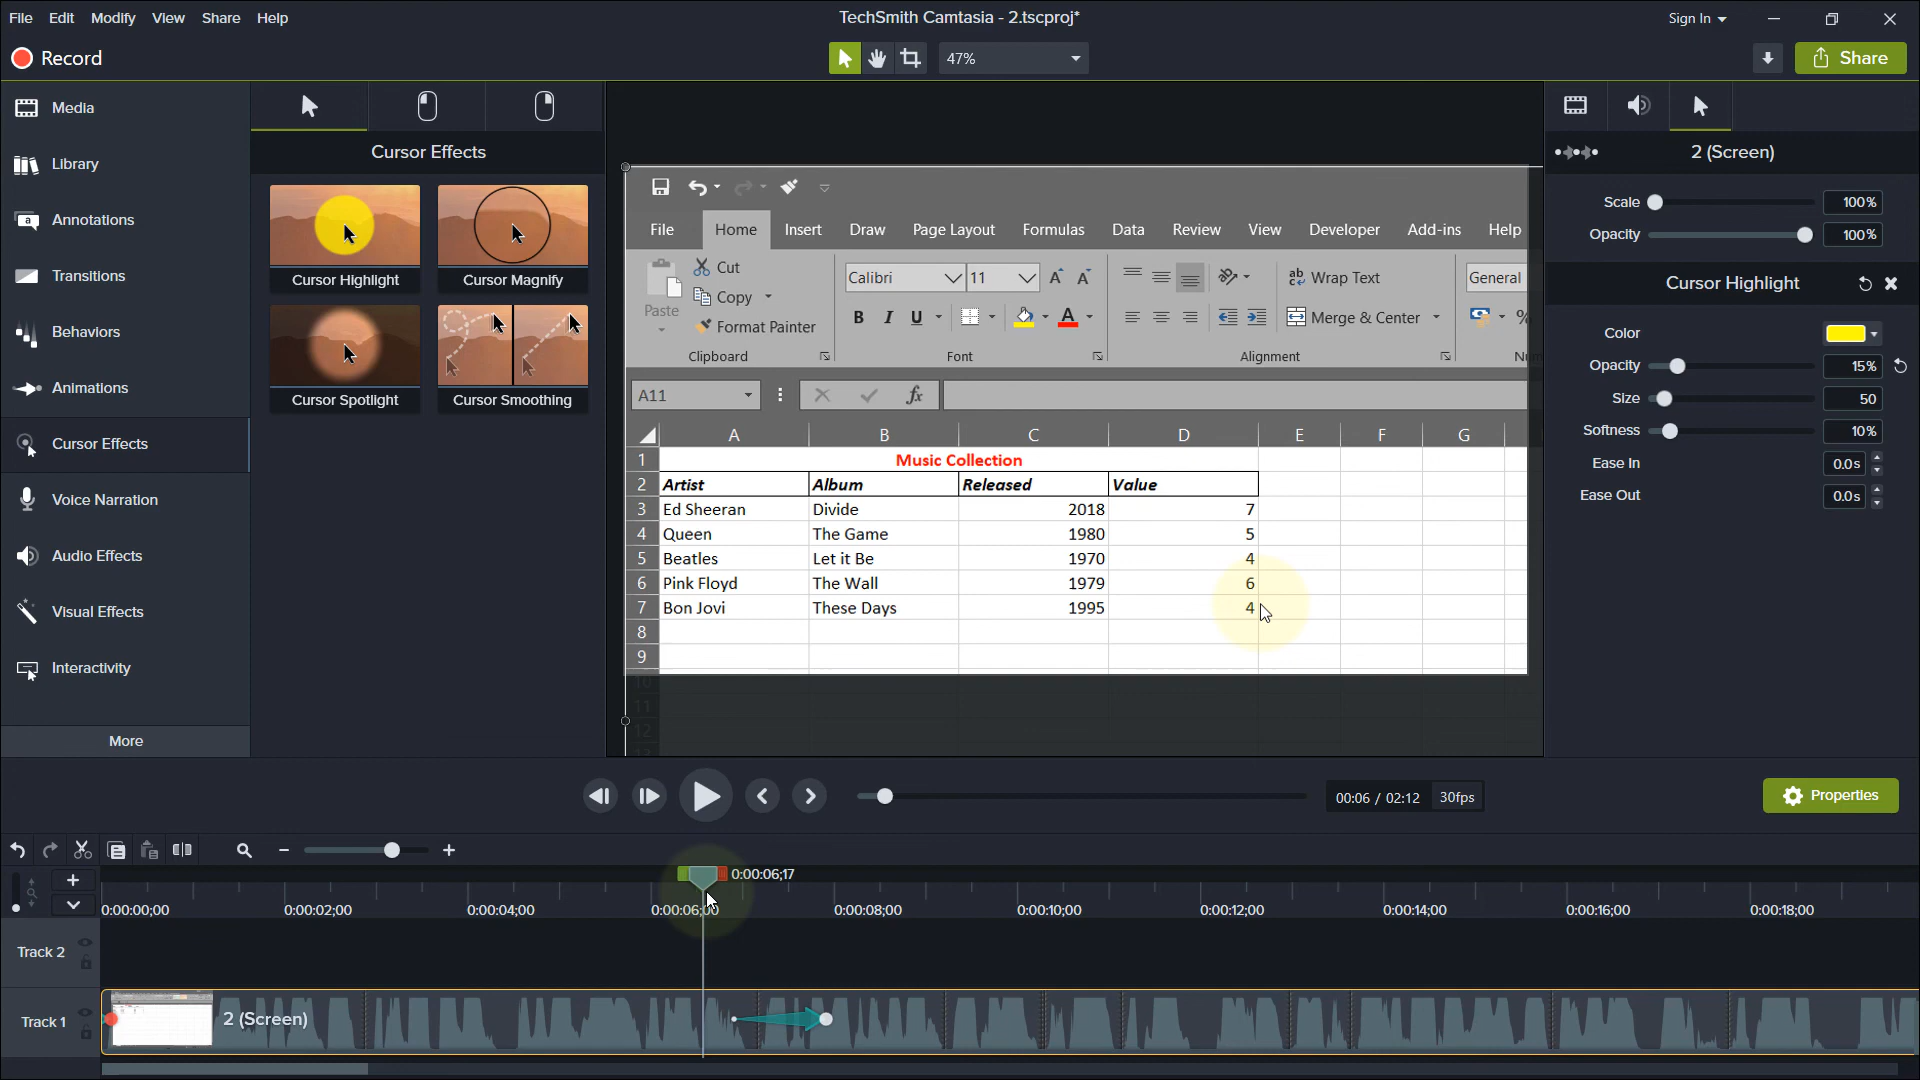 File Edit Modify View Share Help
TechSmith Camtasia - 2.tscproj*
Sign In
Record
47%
Share
Media
Library
Annotations
Transitions
Behaviors
Animations
Cursor Effects
Voice Narration
Audio Effects
Visual Effects
Interactivity
More
Cursor Effects
Cursor Highlight
Cursor Magnify
Cursor Spotlight
Cursor Smoothing
File Home Insert Draw Page Layout Formulas Data Review View Developer Add-ins Help
Paste
Cut
Copy
Format Painter
Clipboard
Calibri 11
B I U
Font
Wrap Text
Merge & Center
Alignment
General
%
A11
fx
A B C D E F G
1 Music Collection
2 Artist Album Released Value
3 Ed Sheeran Divide 2018 7
4 Queen The Game 1980 5
5 Beatles Let it Be 1970 4
6 Pink Floyd The Wall 1979 6
7 Bon Jovi These Days 1995 4
8
9
10
11
12
2 (Screen)
Scale 100%
Opacity 100%
Cursor Highlight
Color
Opacity 15%
Size 50
Softness 10%
Ease In 0.0s
Ease Out 0.0s
00:06 / 02:12 30fps
Properties
0:00:06;17
0:00:00;00 0:00:02;00 0:00:04;00 0:00:06;00 0:00:08;00 0:00:10;00 0:00:12;00 0:00:14;00 0:00:16;00 0:00:18;00
Track 2
Track 1
2 (Screen)